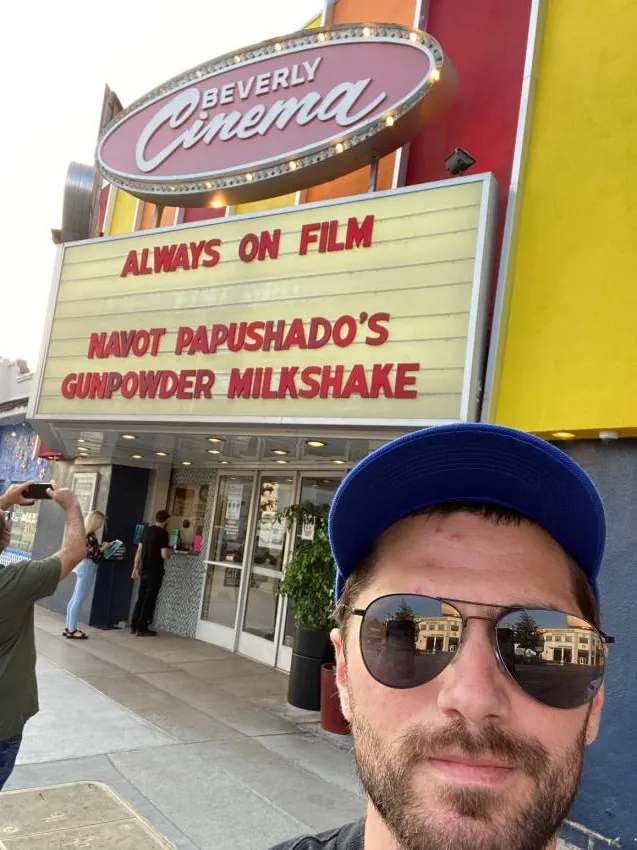 BEVERLY
Cinema
ALWAYS ON FILM
NAVOT PAPUSHADO'S
GUNPOWDER MILKSHAKE